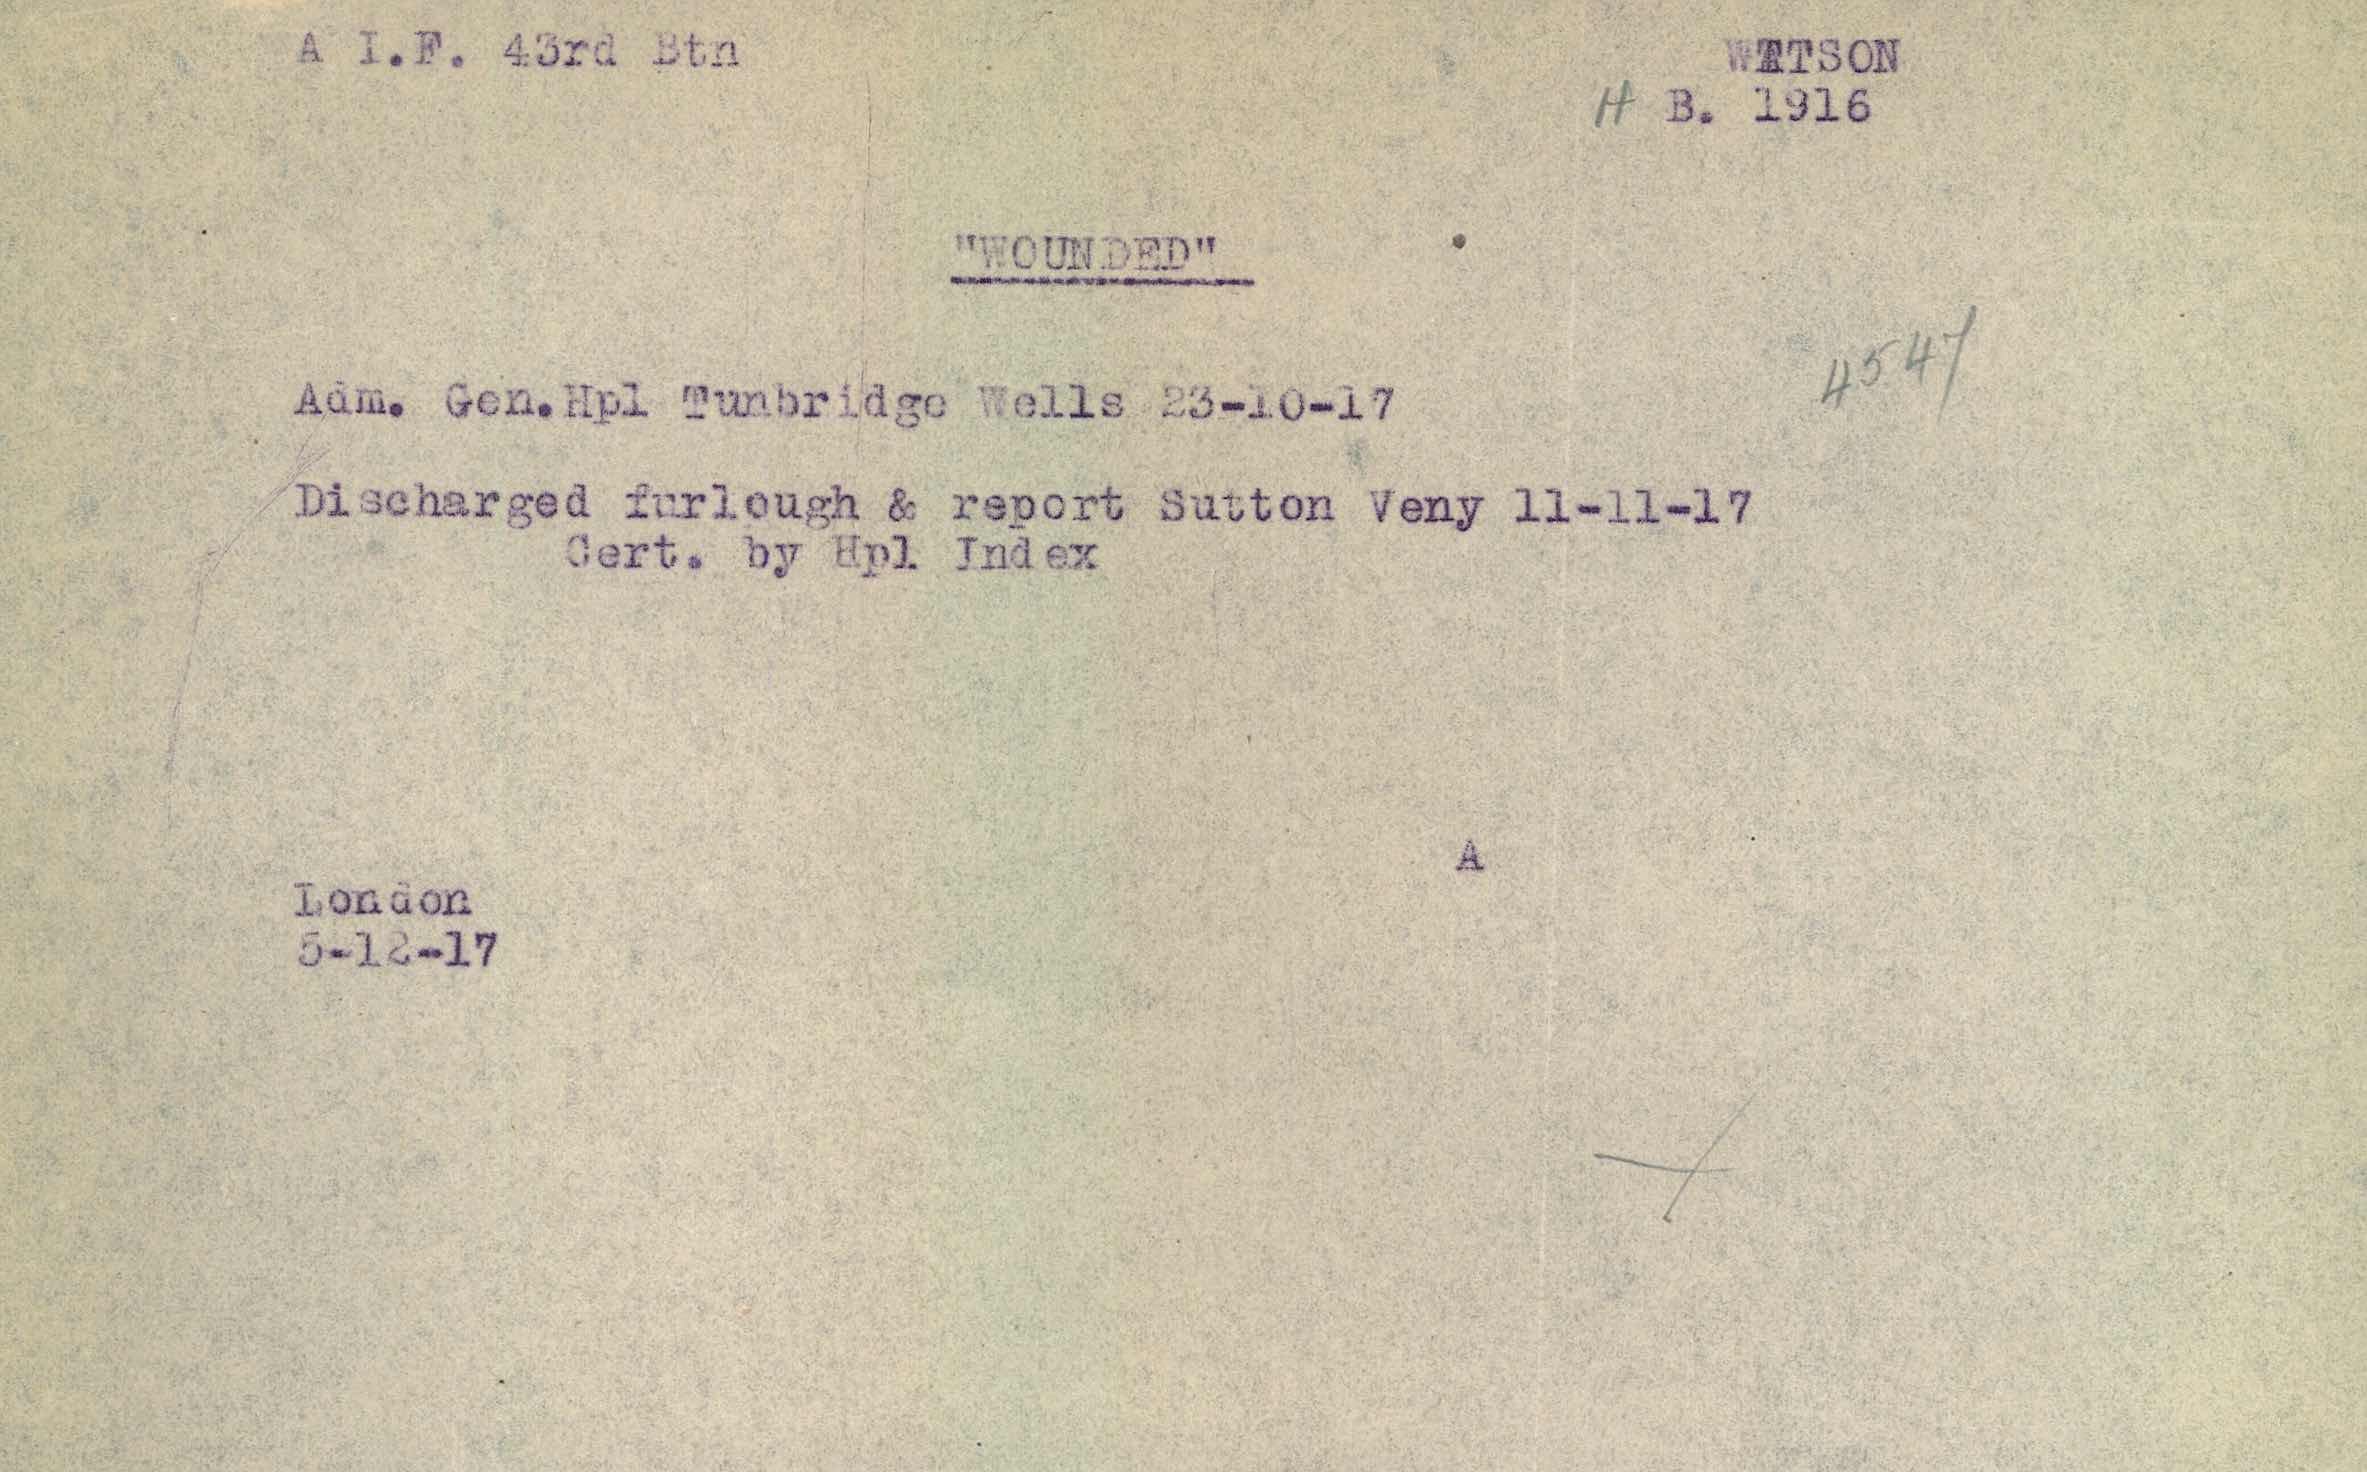 A I.F. 43rd Btn
WATSON
H B. 1916
"WOUNDED"
4547
Adm. Gen.Hpl Tunbridge Wells 23-10-17
Discharged furlough & report Sutton Veny 11-11-17
Cert. by Hpl Index
A
London
5-12-17